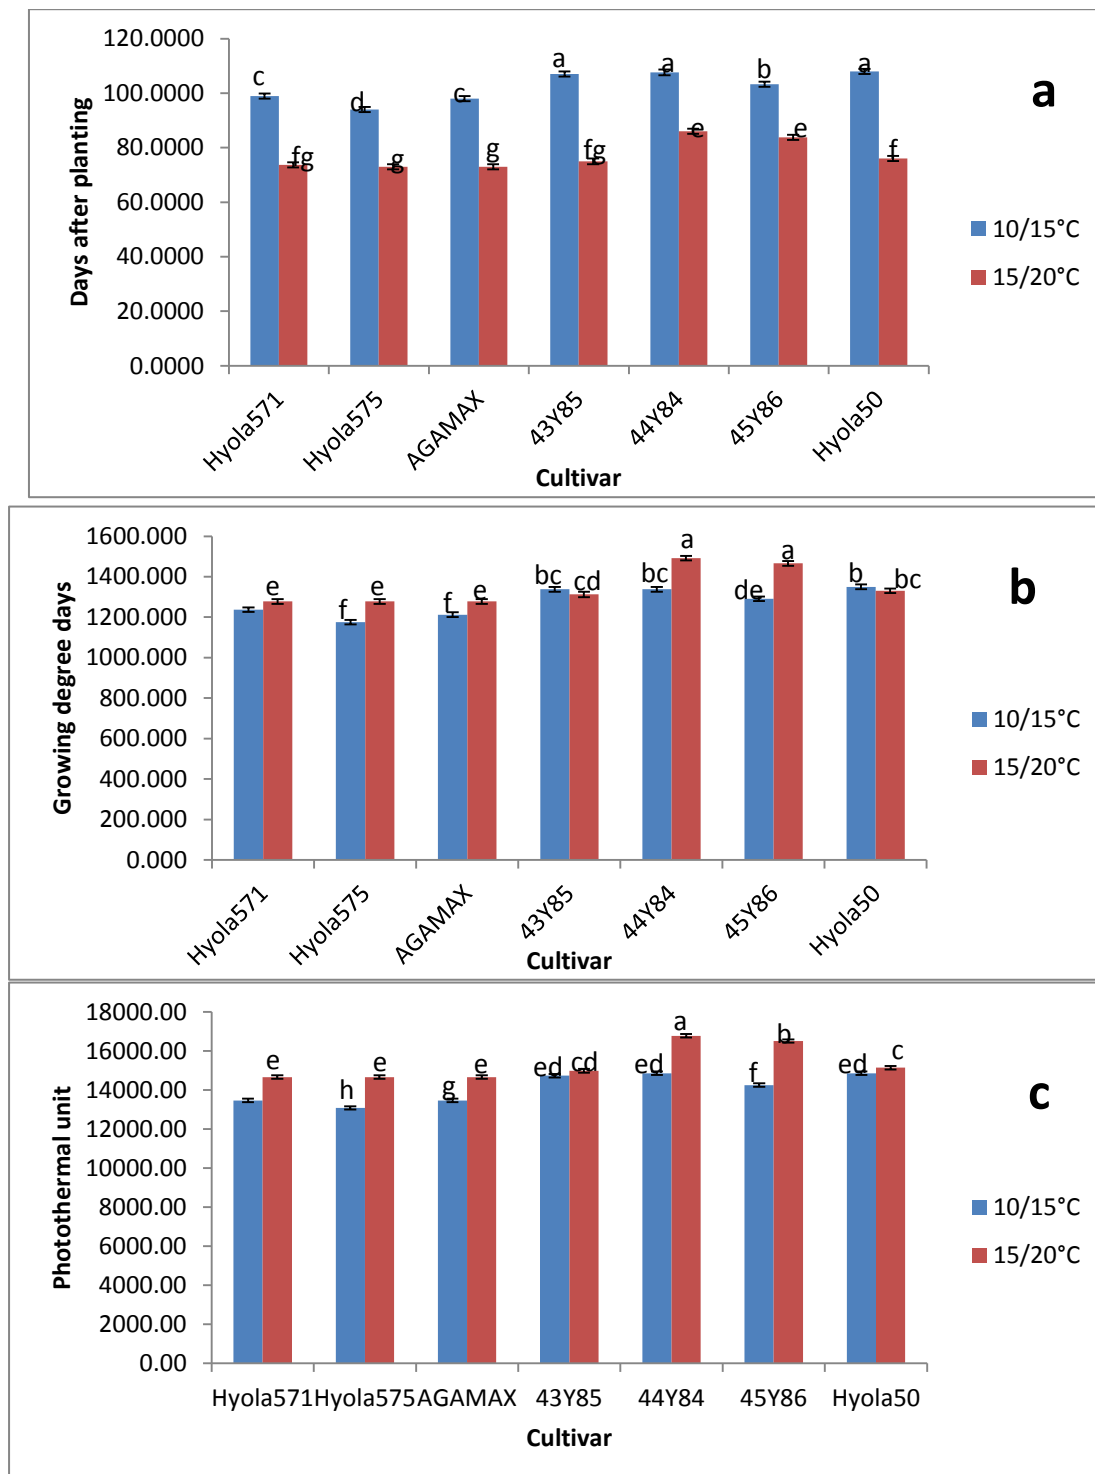 120.0000
100.0000
80.0000
60.0000
40.0000
20.0000
0.0000
Days after planting
c d c a a b a
fg g g fg e e f
a
10/15°C
15/20°C
Hyola571 Hyola575 AGAMAX 43Y85 44Y84 45Y86 Hyola50
Cultivar
1600.000
1400.000
1200.000
1000.000
800.000
600.000
400.000
200.000
0.000
Growing degree days
e f e f e bc cd bc a de a b bc
b
10/15°C
15/20°C
Hyola571 Hyola575 AGAMAX 43Y85 44Y84 45Y86 Hyola50
Cultivar
18000.00
16000.00
14000.00
12000.00
10000.00
8000.00
6000.00
4000.00
2000.00
0.00
Photothermal unit
e h e g e ed cd ed a f b ed c
c
10/15°C
15/20°C
Hyola571 Hyola575 AGAMAX 43Y85 44Y84 45Y86 Hyola50
Cultivar